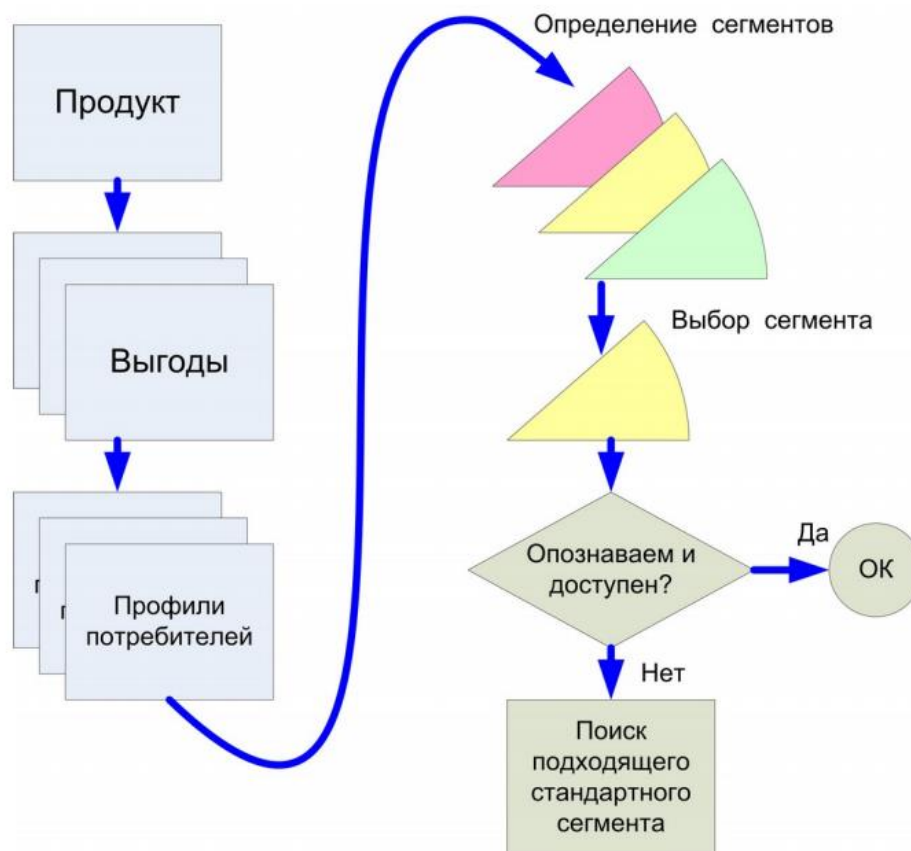 Продукт
Выгоды
Профили
потребителей
Определение сегментов
Выбор сегмента
Опознаваем и
доступен?
Да
ОК
Нет
Поиск
подходящего
стандартного
сегмента